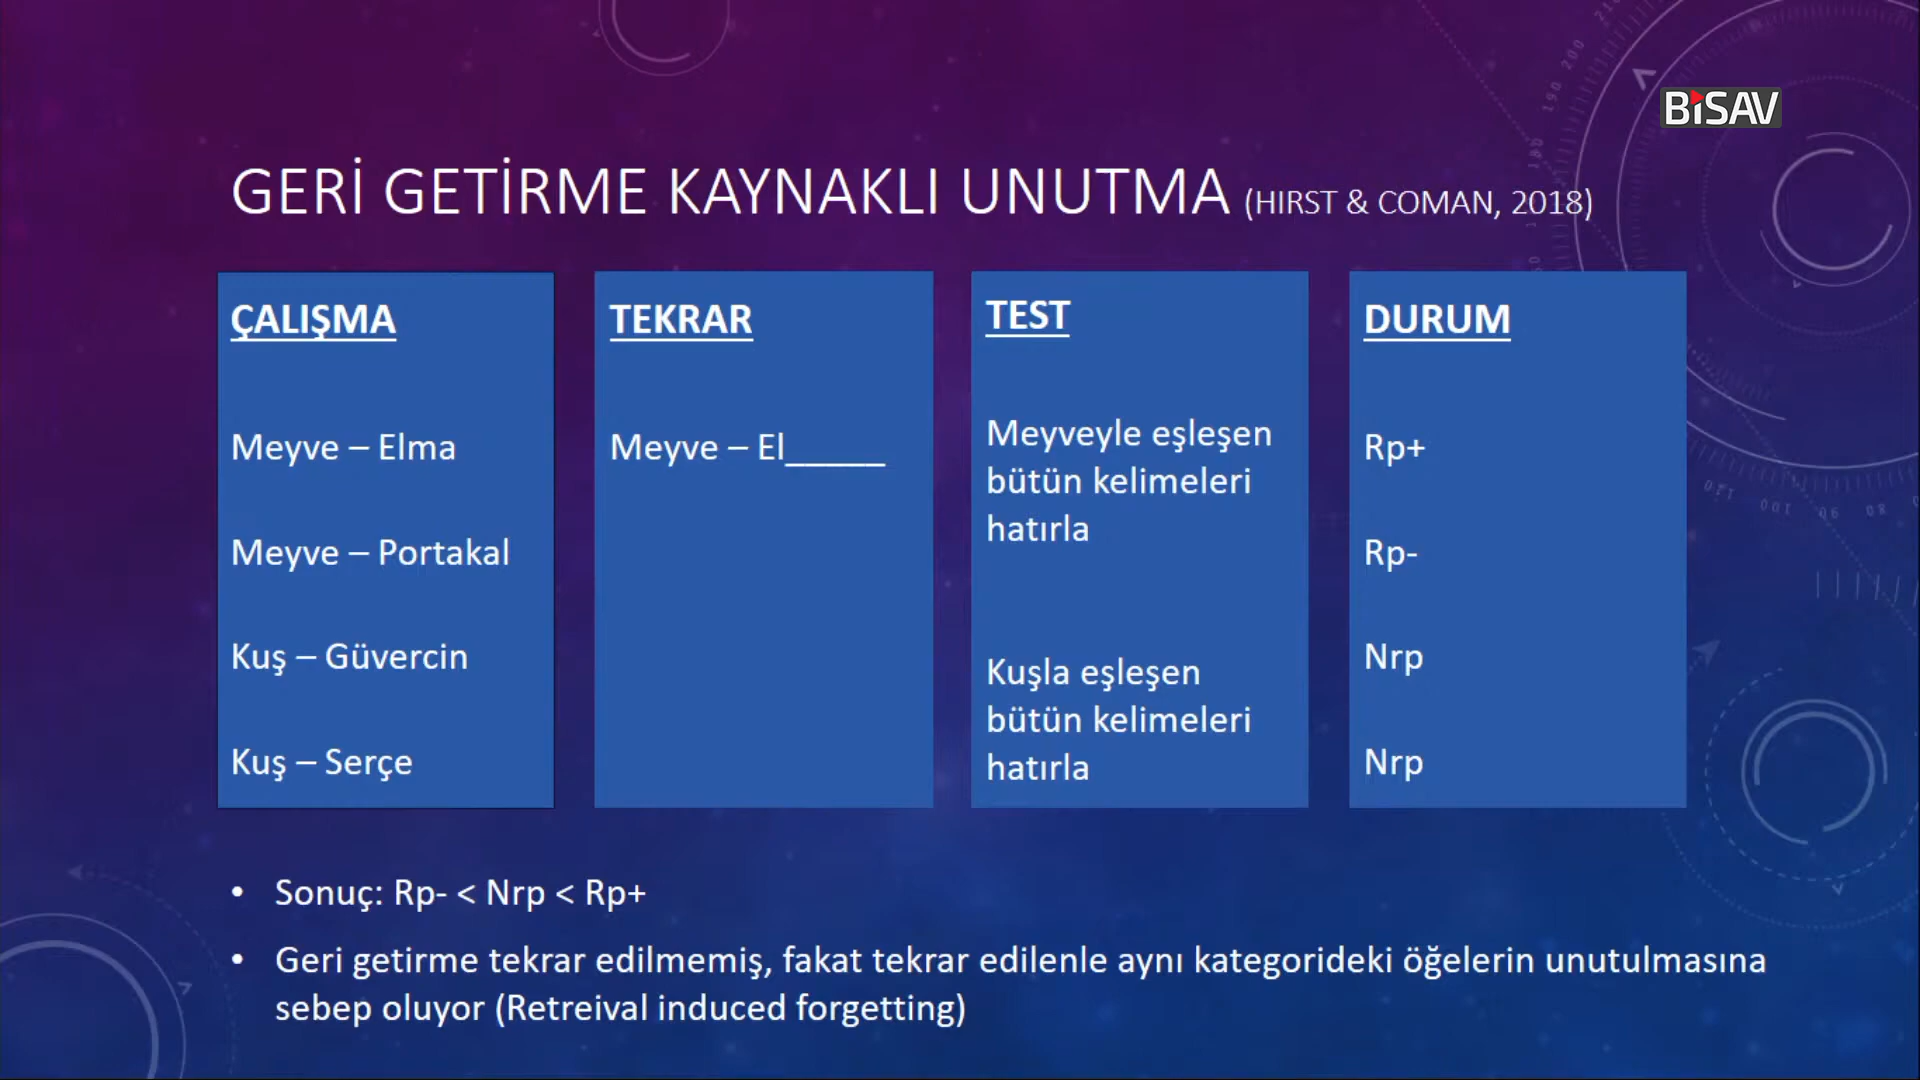 BİSAV
GERİ GETİRME KAYNAKLI UNUTMA (HIRST & COMAN, 2018)
ÇALIŞMA
Meyve – Elma
Meyve – Portakal
Kuş – Güvercin
Kuş – Serçe
TEKRAR
Meyve – El_____
TEST
Meyveyle eşleşen
bütün kelimeleri
hatırla
Kuşla eşleşen
bütün kelimeleri
hatırla
DURUM
Rp+
Rp-
Nrp
Nrp
• Sonuç: Rp- < Nrp < Rp+
• Geri getirme tekrar edilmemiş, fakat tekrar edilenle aynı kategorideki öğelerin unutulmasına
sebep oluyor (Retreival induced forgetting)